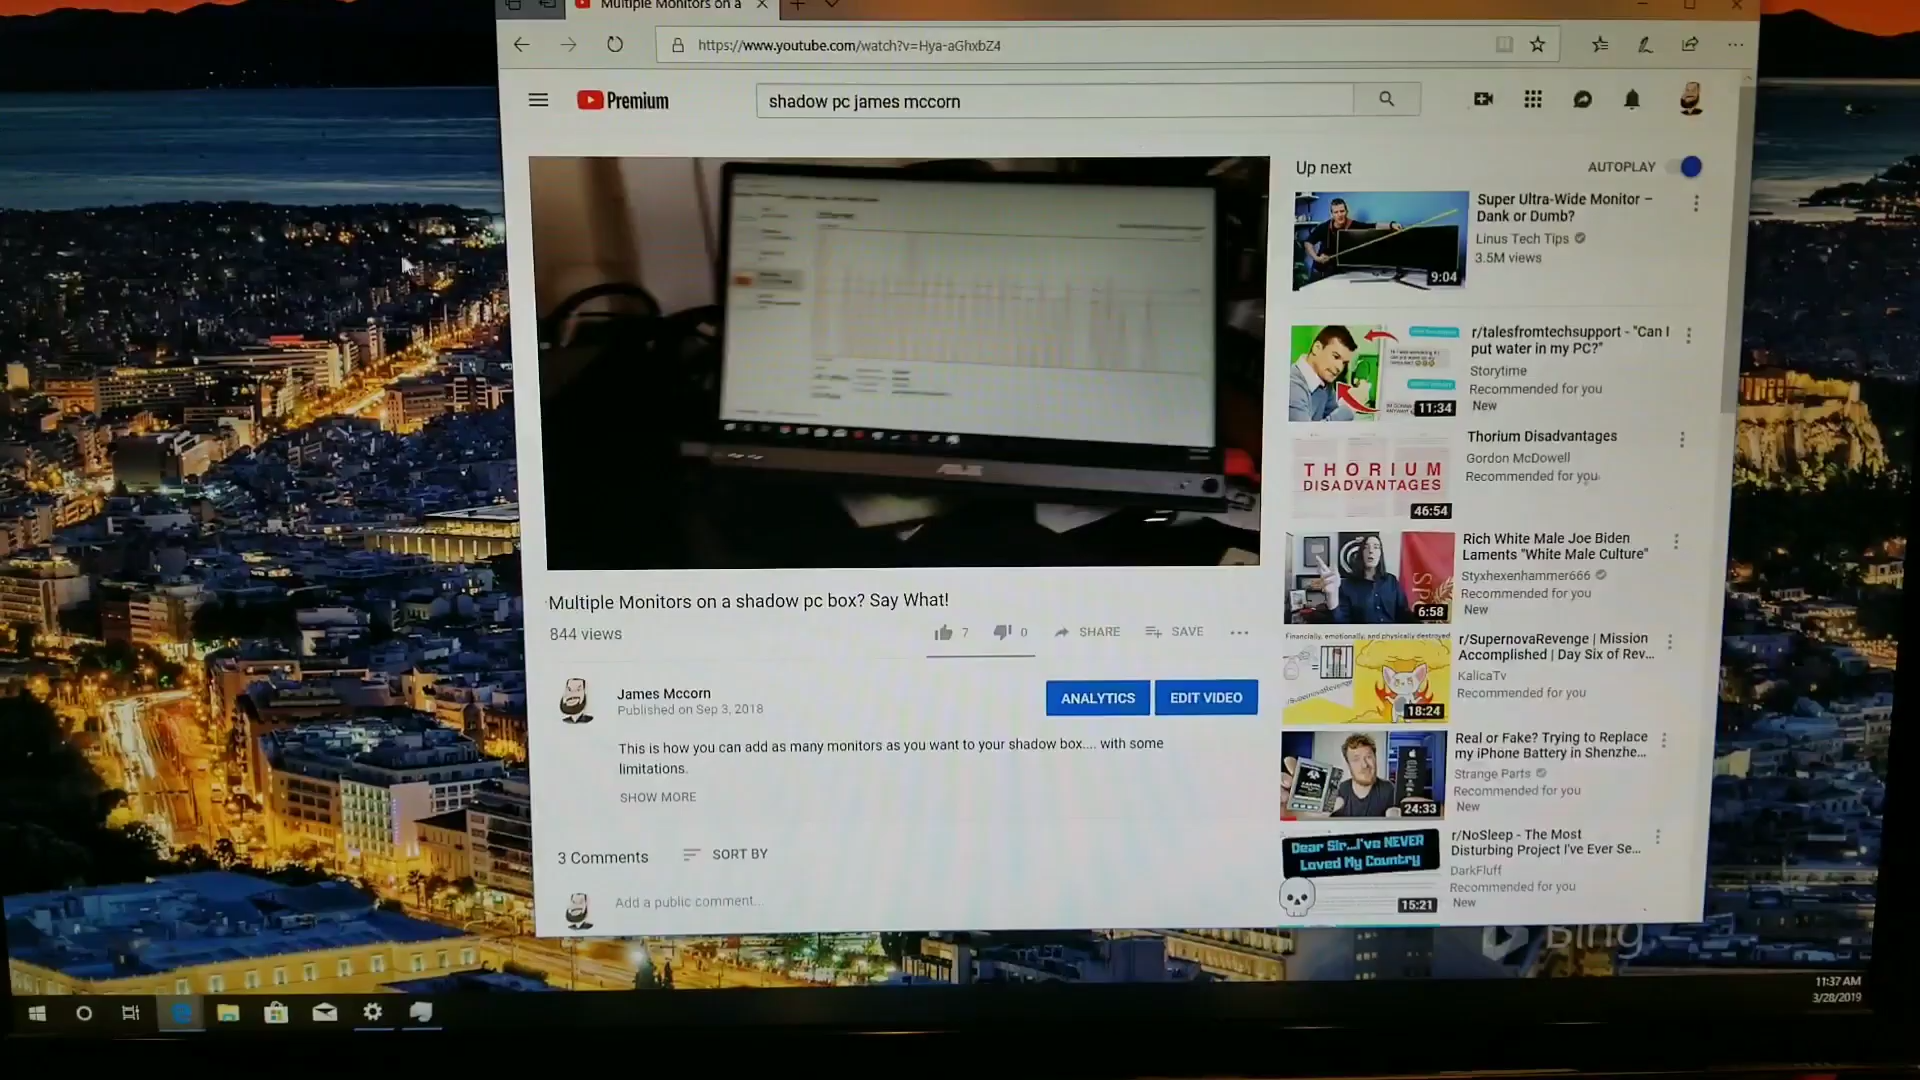 Multiple Monitors on a
https://www.youtube.com/watch?v=Hya-aGhxbZ4
Premium
shadow pc james mccorn
Up next
AUTOPLAY
Super Ultra-Wide Monitor –
Dank or Dumb?
Linus Tech Tips
3.5M views
9:04
r/talesfromtechsupport - "Can I
put water in my PC?"
Storytime
Recommended for you
New
11:34
Thorium Disadvantages
Gordon McDowell
Recommended for you
THORIUM
DISADVANTAGES
46:54
Rich White Male Joe Biden
Laments "White Male Culture"
Styxhexenhammer666
Recommended for you
New
6:58
r/SupernovaRevenge | Mission
Accomplished | Day Six of Rev...
KalicaTv
Recommended for you
Financially, emotionally, and physically destroyed
r/SupernovaRevenge
18:24
Real or Fake? Trying to Replace
my iPhone Battery in Shenzhe...
Strange Parts
Recommended for you
New
24:33
r/NoSleep - The Most
Disturbing Project I've Ever Se...
DarkFluff
Recommended for you
New
Dear Sir...I've NEVER
Loved My Country
15:21
ASUS
Multiple Monitors on a shadow pc box? Say What!
844 views
7
0
SHARE
SAVE
James Mccorn
Published on Sep 3, 2018
ANALYTICS
EDIT VIDEO
This is how you can add as many monitors as you want to your shadow box.... with some
limitations.
SHOW MORE
3 Comments
SORT BY
Add a public comment...
Bing
11:37 AM
3/28/2019